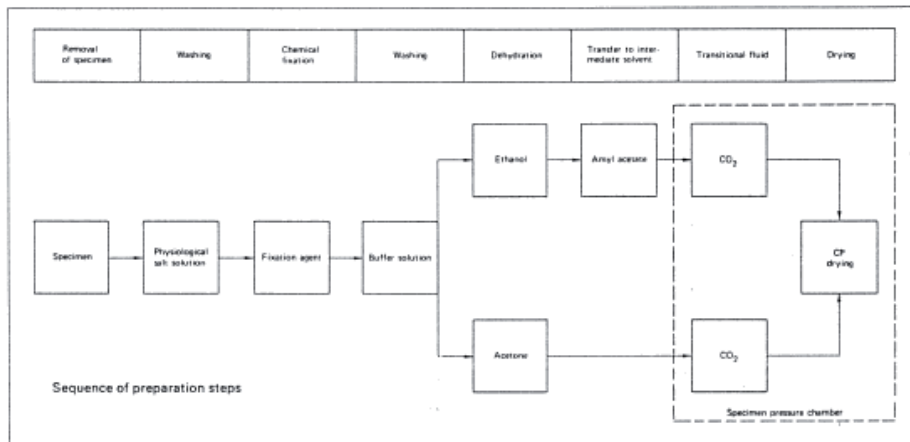 Removal
of specimen
Washing
Chemical
fixation
Washing
Dehydration
Transfer to inter-
mediate solvent
Transitional fluid
Drying
Ethanol
Amyl acetate
CO2
Specimen
Physiological
salt solution
Fixation agent
Buffer solution
CP
drying
Acetone
CO2
Sequence of preparation steps
Specimen pressure chamber